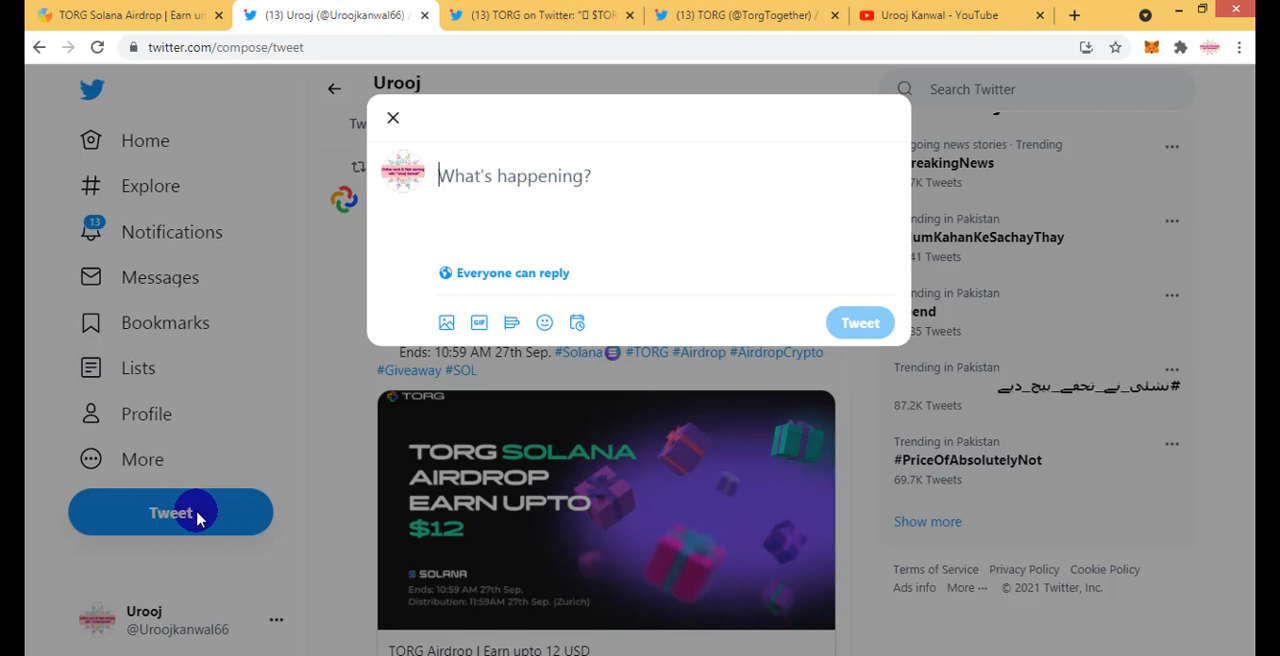 TORG Solana Airdrop | Earn u
(13) Urooj (@Uroojkanwal66) /
(13) TORG on Twitter: "
$TOR
(13) TORG (@TorgTogether) /
Urooj Kanwal - YouTube
twitter.com/compose/tweet
Home
Explore
13
Notifications
Messages
Bookmarks
Lists
Profile
More
Tweet
Urooj
@Uroojkanwal66
Urooj
Tw
What's happening?
Everyone can reply
GIF
Tweet
Ends: 10:59 AM 27th Sep. #Solana #TORG #Airdrop #AirdropCrypto
#Giveaway #SOL
TORG
TORG SOLANA
AIRDROP
EARN UPTO
$12
SOLANA
Ends: 10:59 AM 27th Sep.
Distribution: 11:59AM 27th Sep. (Zurich)
TORG Airdrop | Earn upto 12 USD
Search Twitter
going news stories · Trending
reakingNews
7K Tweets
nding in Pakistan
umKahanKeSachayThay
41 Tweets
nding in Pakistan
end
35 Tweets
Trending in Pakistan
#نشئی_نے_تحفے_بیچ_دیے
87.2K Tweets
Trending in Pakistan
#PriceOfAbsolutelyNot
69.7K Tweets
Show more
Terms of Service Privacy Policy Cookie Policy
Ads info More ··· © 2021 Twitter, Inc.